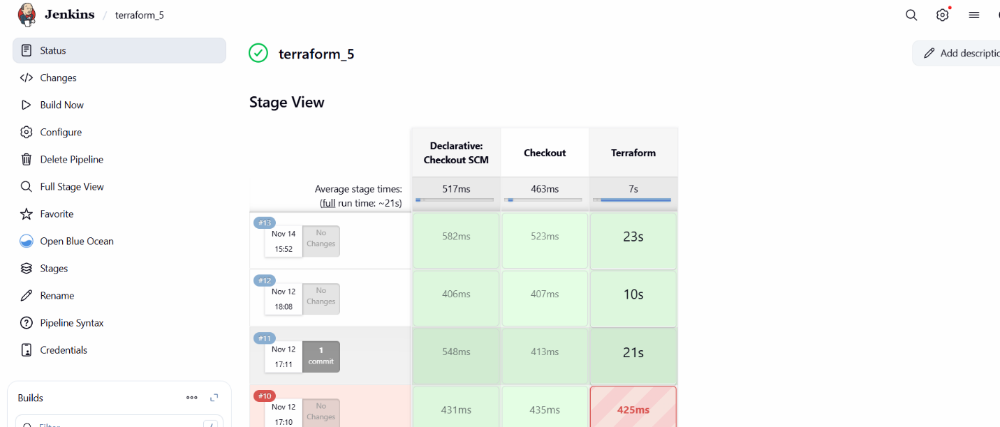 Jenkins / terraform_5
Status
Changes
Build Now
Configure
Delete Pipeline
Full Stage View
Favorite
Open Blue Ocean
Stages
Rename
Pipeline Syntax
Credentials
Builds
Filter
/
terraform_5
Add descriptio
Stage View
Declarative:
Checkout SCM
Checkout
Terraform
Average stage times:
(full run time: ~21s)
517ms
463ms
7s
#13
Nov 14
15:52
No
Changes
582ms
523ms
23s
#12
Nov 12
18:08
No
Changes
406ms
407ms
10s
#11
Nov 12
17:11
1
commit
548ms
413ms
21s
#10
Nov 12
17:10
No
Changes
431ms
435ms
425ms